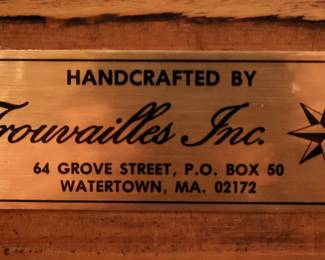 HANDCRAFTED BY
Trouvailles Inc.
64 GROVE STREET, P.O. BOX 50
WATERTOWN, MA. 02172